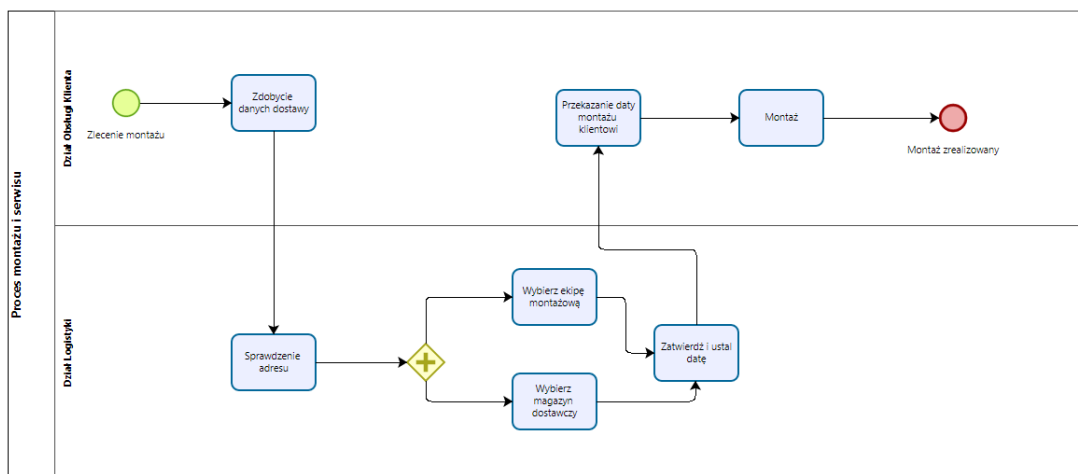 Proces montażu i serwisu
Dział Obsługi Klienta
Zlecenie montażu
Zdobycie
danych dostawy
Przekazanie daty
montażu
klientowi
Montaż
Montaż zrealizowany
Dział Logistyki
Sprawdzenie
adresu
Wybierz ekipę
montażową
Wybierz
magazyn
dostawczy
Zatwierdź i ustal
datę